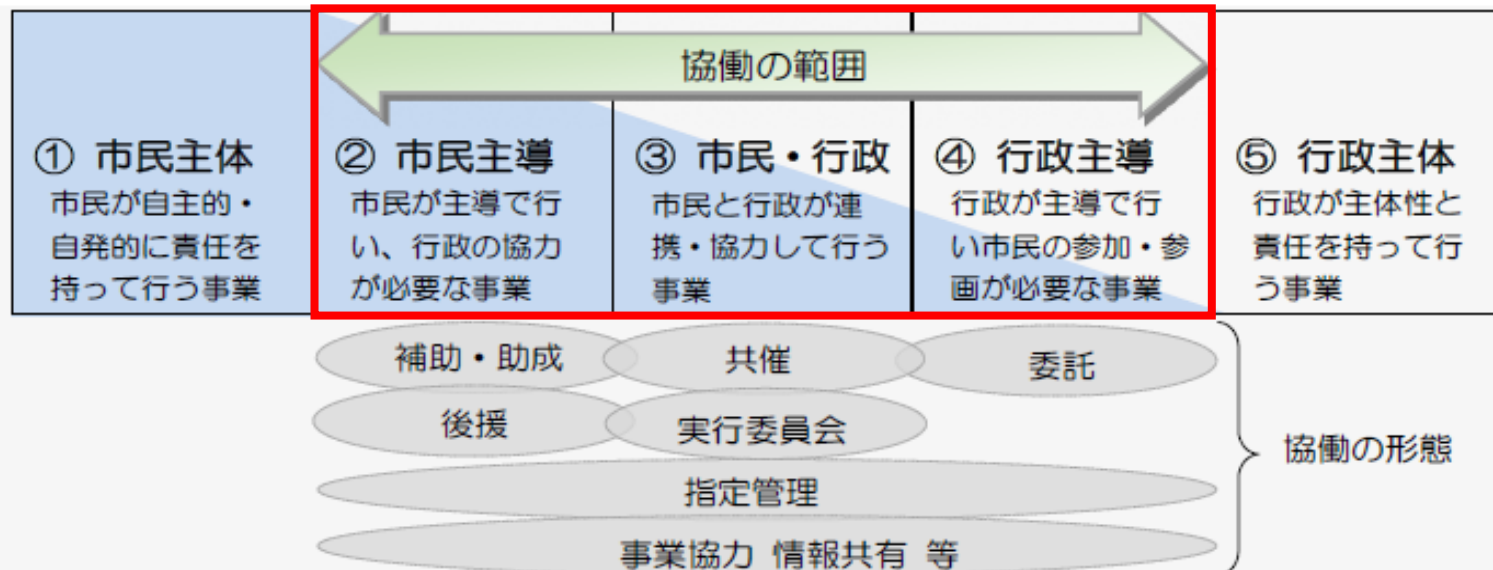 協働の範囲
① 市民主体
市民が自主的・
自発的に責任を
持って行う事業
② 市民主導
市民が主導で行
い、行政の協力
が必要な事業
③ 市民・行政
市民と行政が連
携・協力して行う
事業
④ 行政主導
行政が主導で行
い市民の参加・参
画が必要な事業
⑤ 行政主体
行政が主体性と
責任を持って行
う事業
補助・助成
共催
委託
後援
実行委員会
指定管理
事業協力 情報共有 等
協働の形態